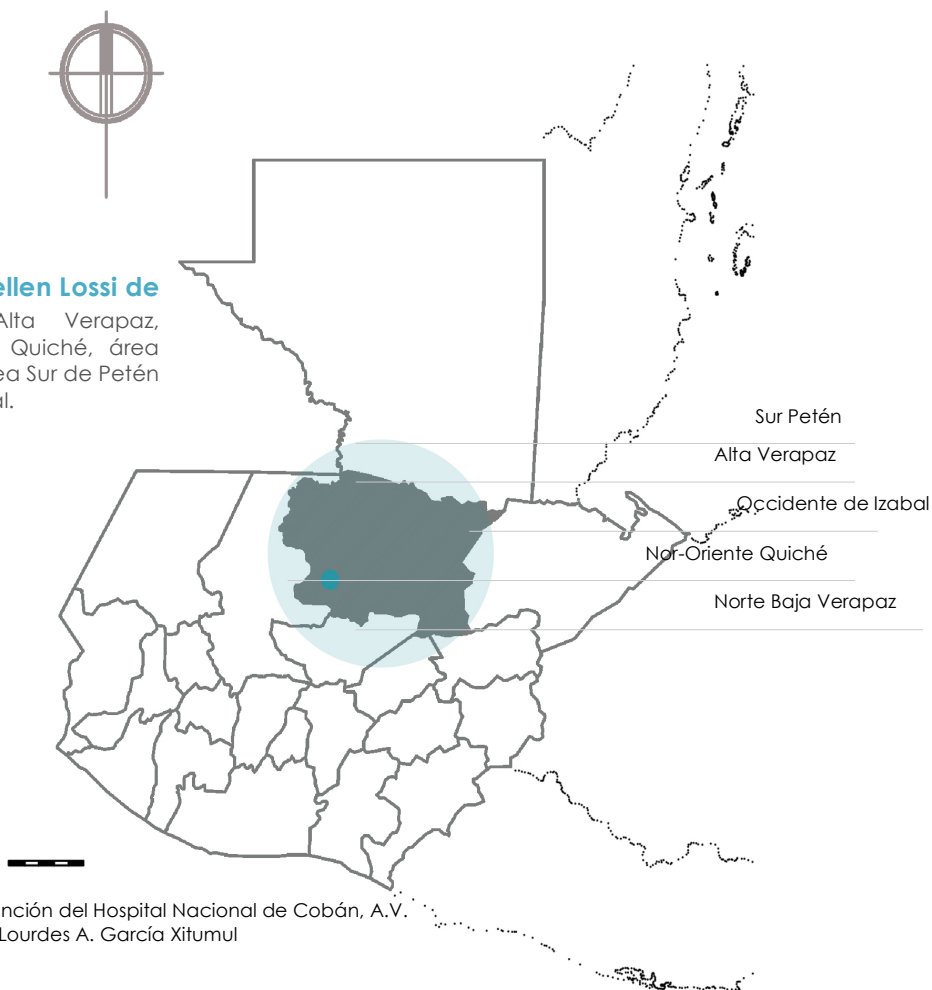 ellen Lossi de
Alta Verapaz,
Quiché, área
ea Sur de Petén
al.
Sur Petén
Alta Verapaz
Occidente de Izabal
Nor-Oriente Quiché
Norte Baja Verapaz
nción del Hospital Nacional de Cobán, A.V.
Lourdes A. García Xitumul